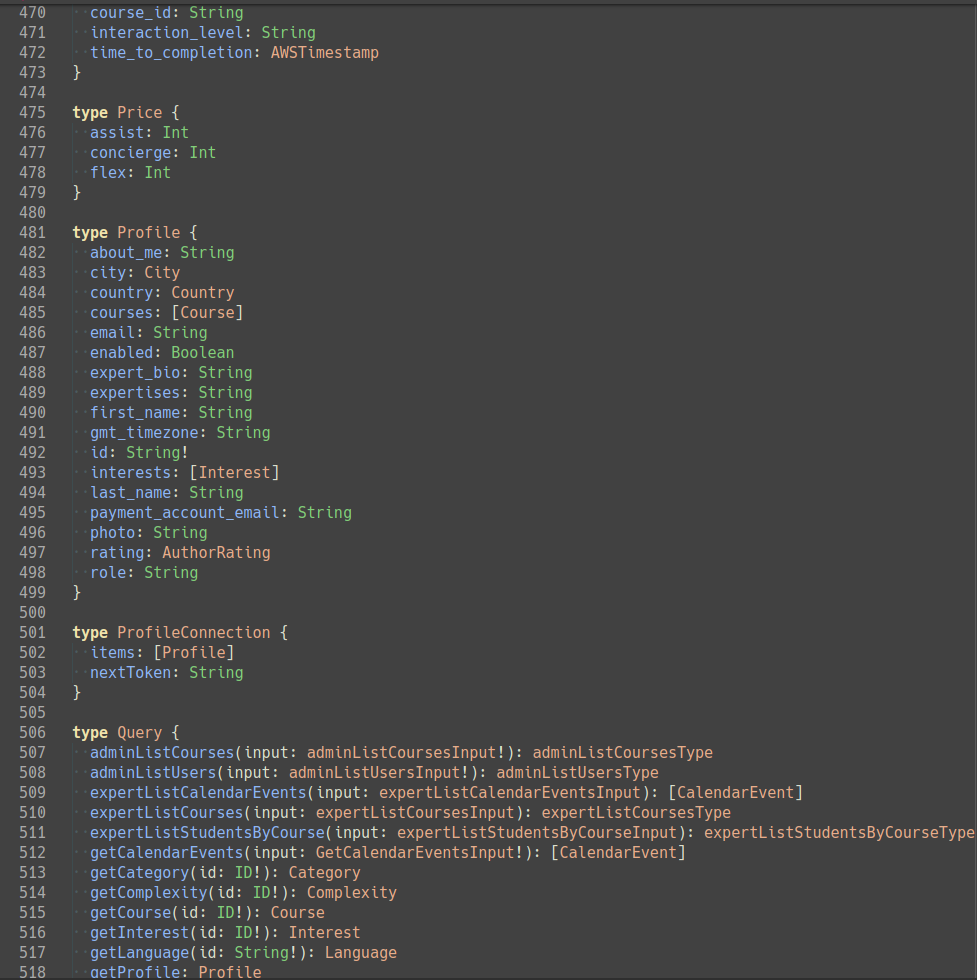 470 course_id: String
471 interaction_level: String
472 time_to_completion: AWSTimestamp
473 }
474
475 type Price {
476 assist: Int
477 concierge: Int
478 flex: Int
479 }
480
481 type Profile {
482 about_me: String
483 city: City
484 country: Country
485 courses: [Course]
486 email: String
487 enabled: Boolean
488 expert_bio: String
489 expertises: String
490 first_name: String
491 gmt_timezone: String
492 id: String!
493 interests: [Interest]
494 last_name: String
495 payment_account_email: String
496 photo: String
497 rating: AuthorRating
498 role: String
499 }
500
501 type ProfileConnection {
502 items: [Profile]
503 nextToken: String
504 }
505
506 type Query {
507 adminListCourses(input: adminListCoursesInput!): adminListCoursesType
508 adminListUsers(input: adminListUsersInput!): adminListUsersType
509 expertListCalendarEvents(input: expertListCalendarEventsInput): [CalendarEvent]
510 expertListCourses(input: expertListCoursesInput): expertListCoursesType
511 expertListStudentsByCourse(input: expertListStudentsByCourseInput): expertListStudentsByCourseType
512 getCalendarEvents(input: GetCalendarEventsInput!): [CalendarEvent]
513 getCategory(id: ID!): Category
514 getComplexity(id: ID!): Complexity
515 getCourse(id: ID!): Course
516 getInterest(id: ID!): Interest
517 getLanguage(id: String!): Language
518 getProfile: Profile